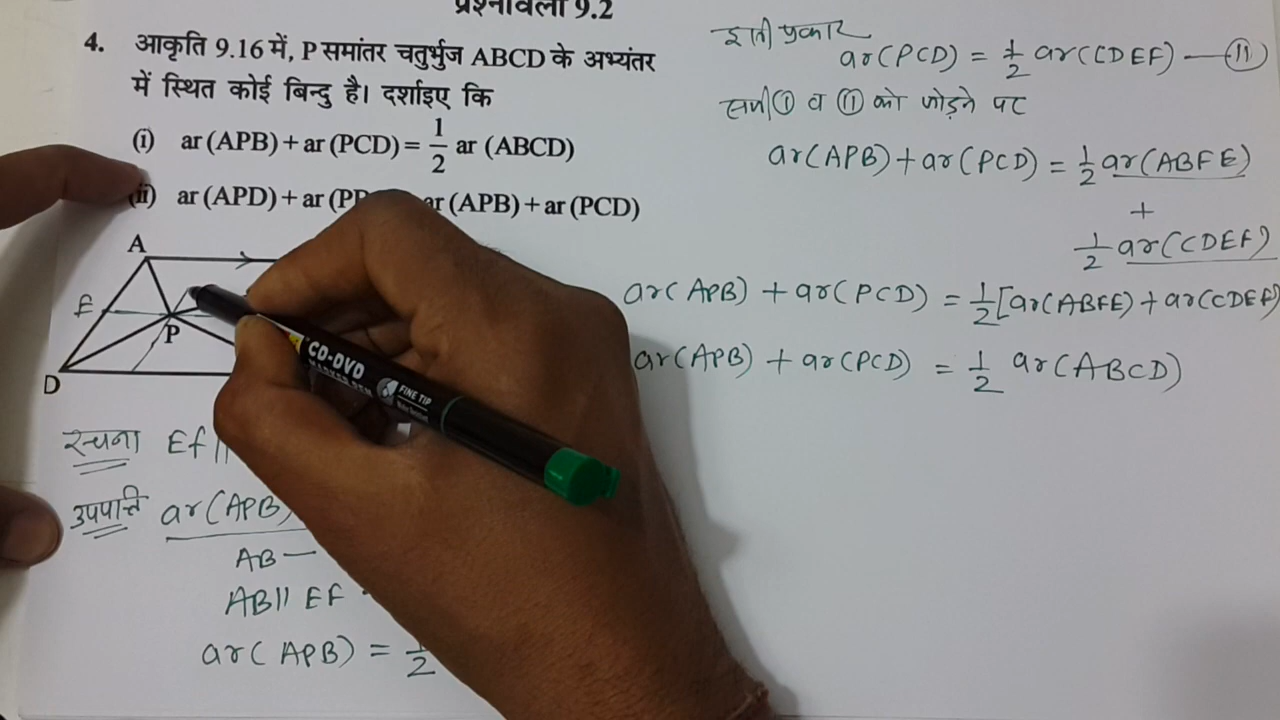 प्रश्नावली 9.2
4. आकृति 9.16 में, P समांतर चतुर्भुज ABCD के अभ्यंतर
में स्थित कोई बिन्दु है। दर्शाइए कि
(i) ar (APB) + ar (PCD) = 1/2 ar (ABCD)
(ii) ar (APD) + ar (PB ar (APB) + ar (PCD)
A
E
P
D
रचना Ef ||
उपपत्ति ar (APB)
AB —
AB || EF
ar ( APB) = 1/2
इसी प्रकार
ar (PCD) = 1/2 ar (CDEF) — (II)
समी (I) व (II) को जोड़ने पर
ar (APB) + ar (PCD) = 1/2 ar (ABFE)
+
1/2 ar (CDEF)
ar (APB) + ar (PCD) = 1/2 [ar (ABFE) + ar (CDEF)
ar (APB) + ar (PCD) = 1/2 ar (ABCD)
CD-DVD
FINE TIP